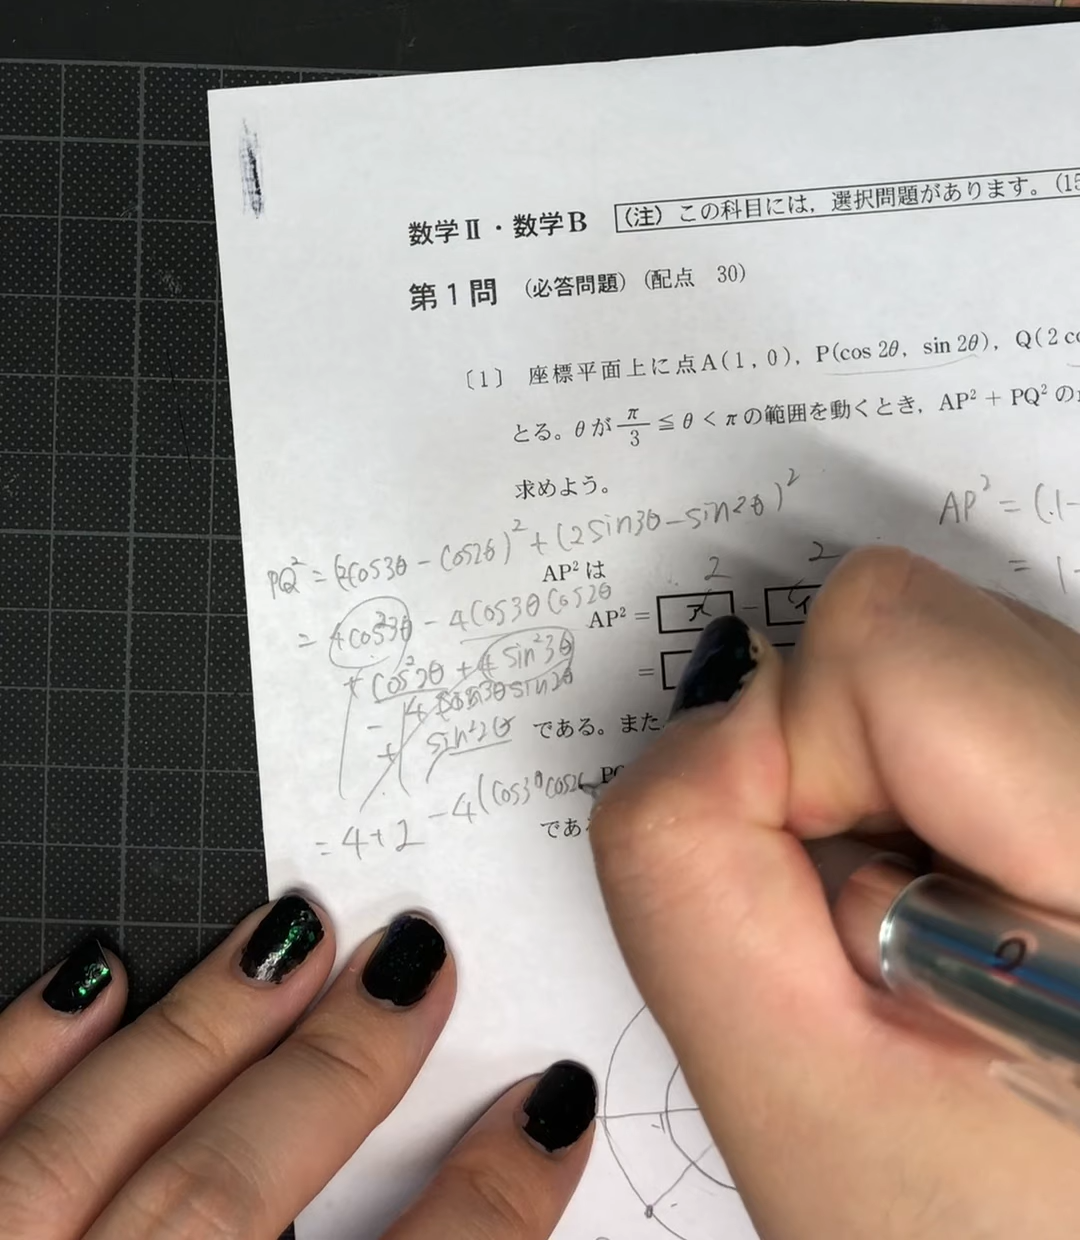 数学Ⅱ・数学B (注) この科目には,選択問題があります。(15
第1問 (必答問題) (配点 30)
〔1〕 座標平面上に点A(1, 0), P(cos 2θ, sin 2θ), Q(2 co
とる。θが π/3 ≦ θ < π の範囲を動くとき, AP² + PQ² の
求めよう。
PQ² = (2cos3θ - cos2θ)² + (2sin3θ - sin2θ)²
AP² = (1-
= 1-
AP² は
2 2
= 4cos²3θ - 4cos3θcos2θ
AP² = ア - イ
+ cos²2θ + 4sin²3θ
=
sin3θsin2θ
+ sin²2θ
である。また
-4(cos3θcos2
= 4+2
であ